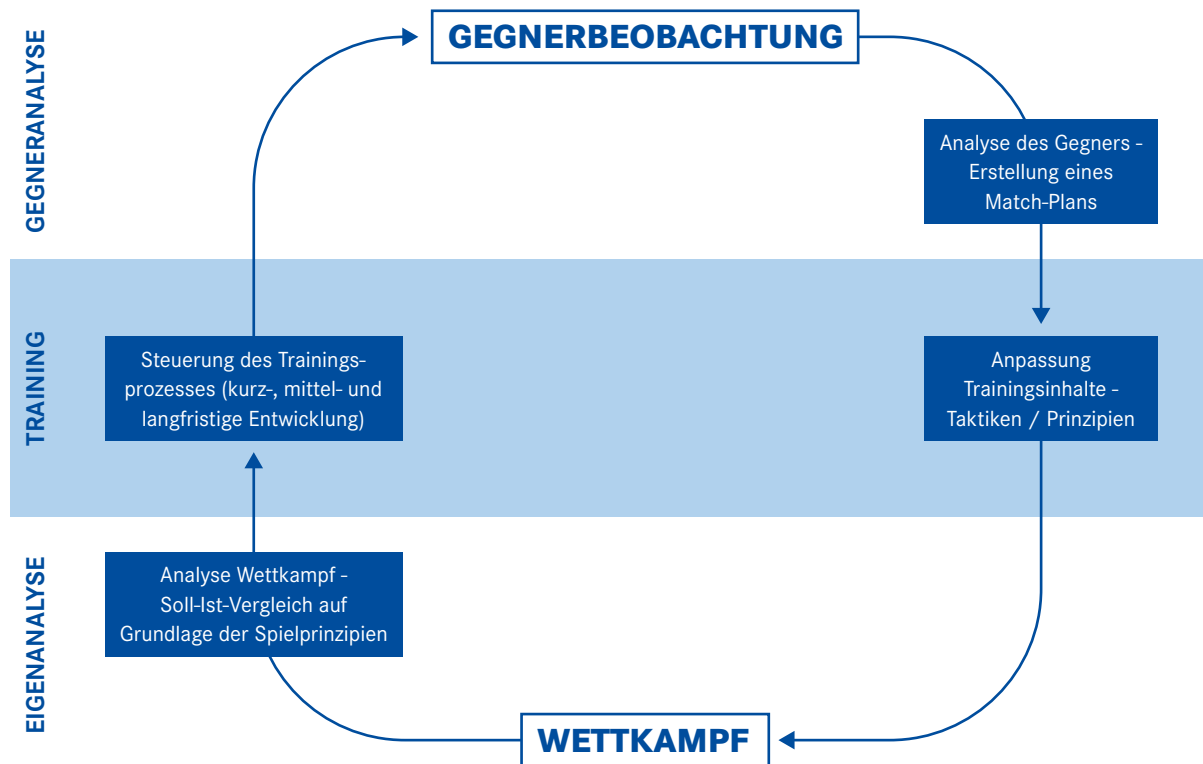 GEGNERANALYSE
GEGNERBEOBACHTUNG
Analyse des Gegners -
Erstellung eines
Match-Plans
TRAINING
Steuerung des Trainings-
prozesses (kurz-, mittel- und
langfristige Entwicklung)
Anpassung
Trainingsinhalte -
Taktiken / Prinzipien
EIGENANALYSE
Analyse Wettkampf -
Soll-Ist-Vergleich auf
Grundlage der Spielprinzipien
WETTKAMPF